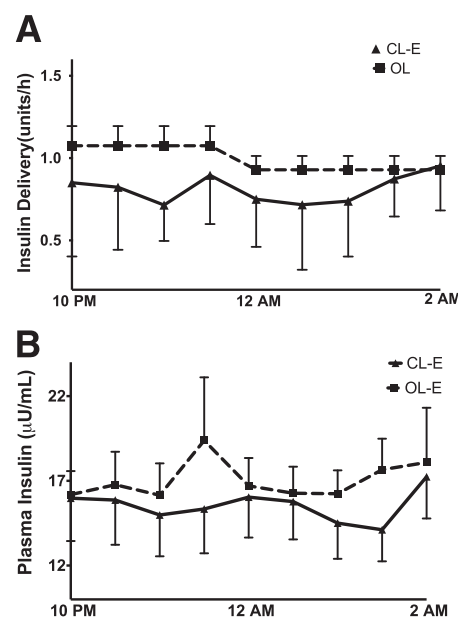 A
CL-E
OL
Insulin Delivery(units/h)
1.5
1.0
0.5
10 PM
12 AM
2 AM
B
CL-E
OL-E
Plasma Insulin (μU/mL)
22
17
12
10 PM
12 AM
2 AM